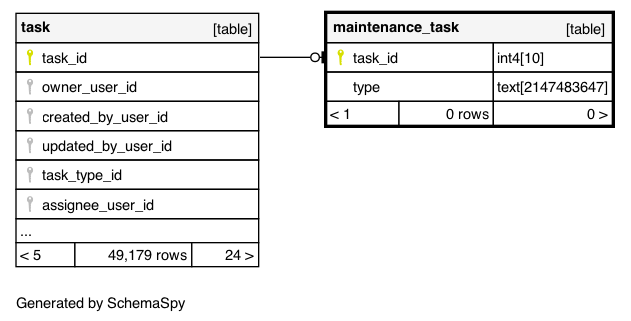 task [table]
task_id
owner_user_id
created_by_user_id
updated_by_user_id
task_type_id
assignee_user_id
...
< 5 49,179 rows 24 >
maintenance_task [table]
task_id int4[10]
type text[2147483647]
< 1 0 rows 0 >
Generated by SchemaSpy